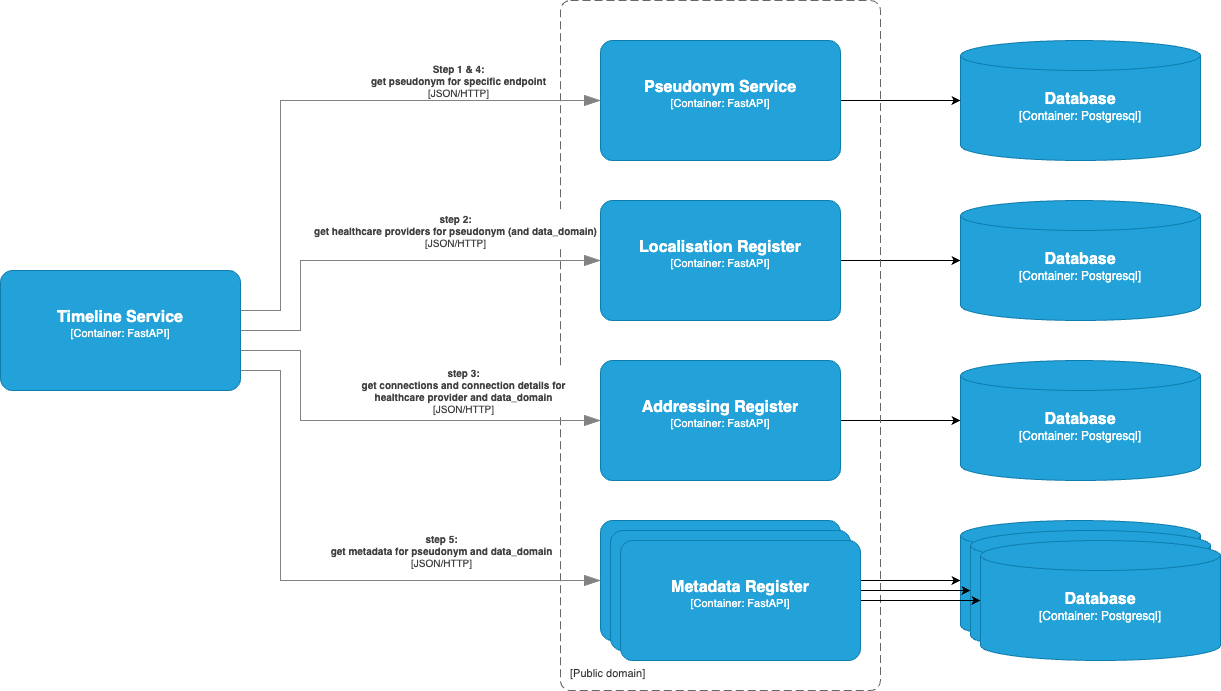 Step 1 & 4:
get pseudonym for specific endpoint
[JSON/HTTP]
Pseudonym Service
[Container: FastAPI]
Database
[Container: Postgresql]
step 2:
get healthcare providers for pseudonym (and data_domain)
[JSON/HTTP]
Localisation Register
[Container: FastAPI]
Database
[Container: Postgresql]
Timeline Service
[Container: FastAPI]
step 3:
get connections and connection details for
healthcare provider and data_domain
[JSON/HTTP]
Addressing Register
[Container: FastAPI]
Database
[Container: Postgresql]
step 5:
get metadata for pseudonym and data_domain
[JSON/HTTP]
Metadata Register
[Container: FastAPI]
Database
[Container: Postgresql]
[Public domain]